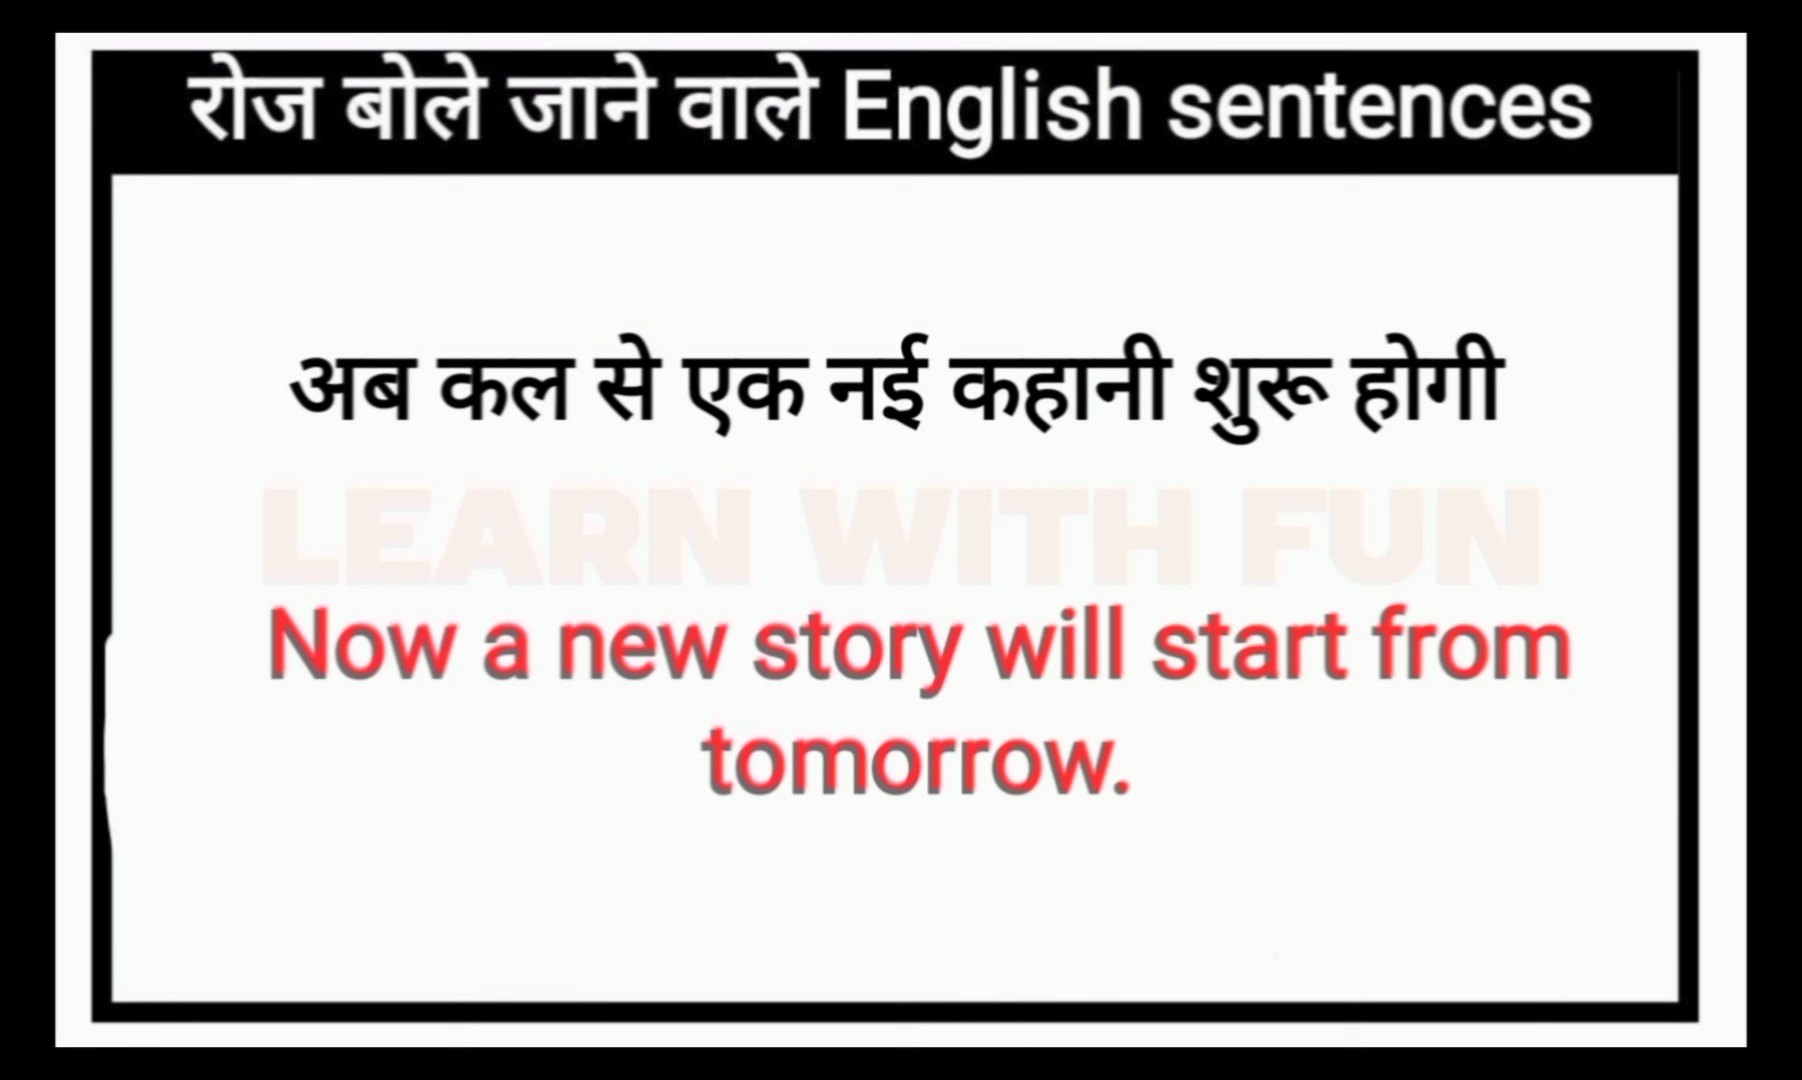 रोज बोले जाने वाले English sentences
अब कल से एक नई कहानी शुरू होगी
LEARN WITH FUN
Now a new story will start from
tomorrow.